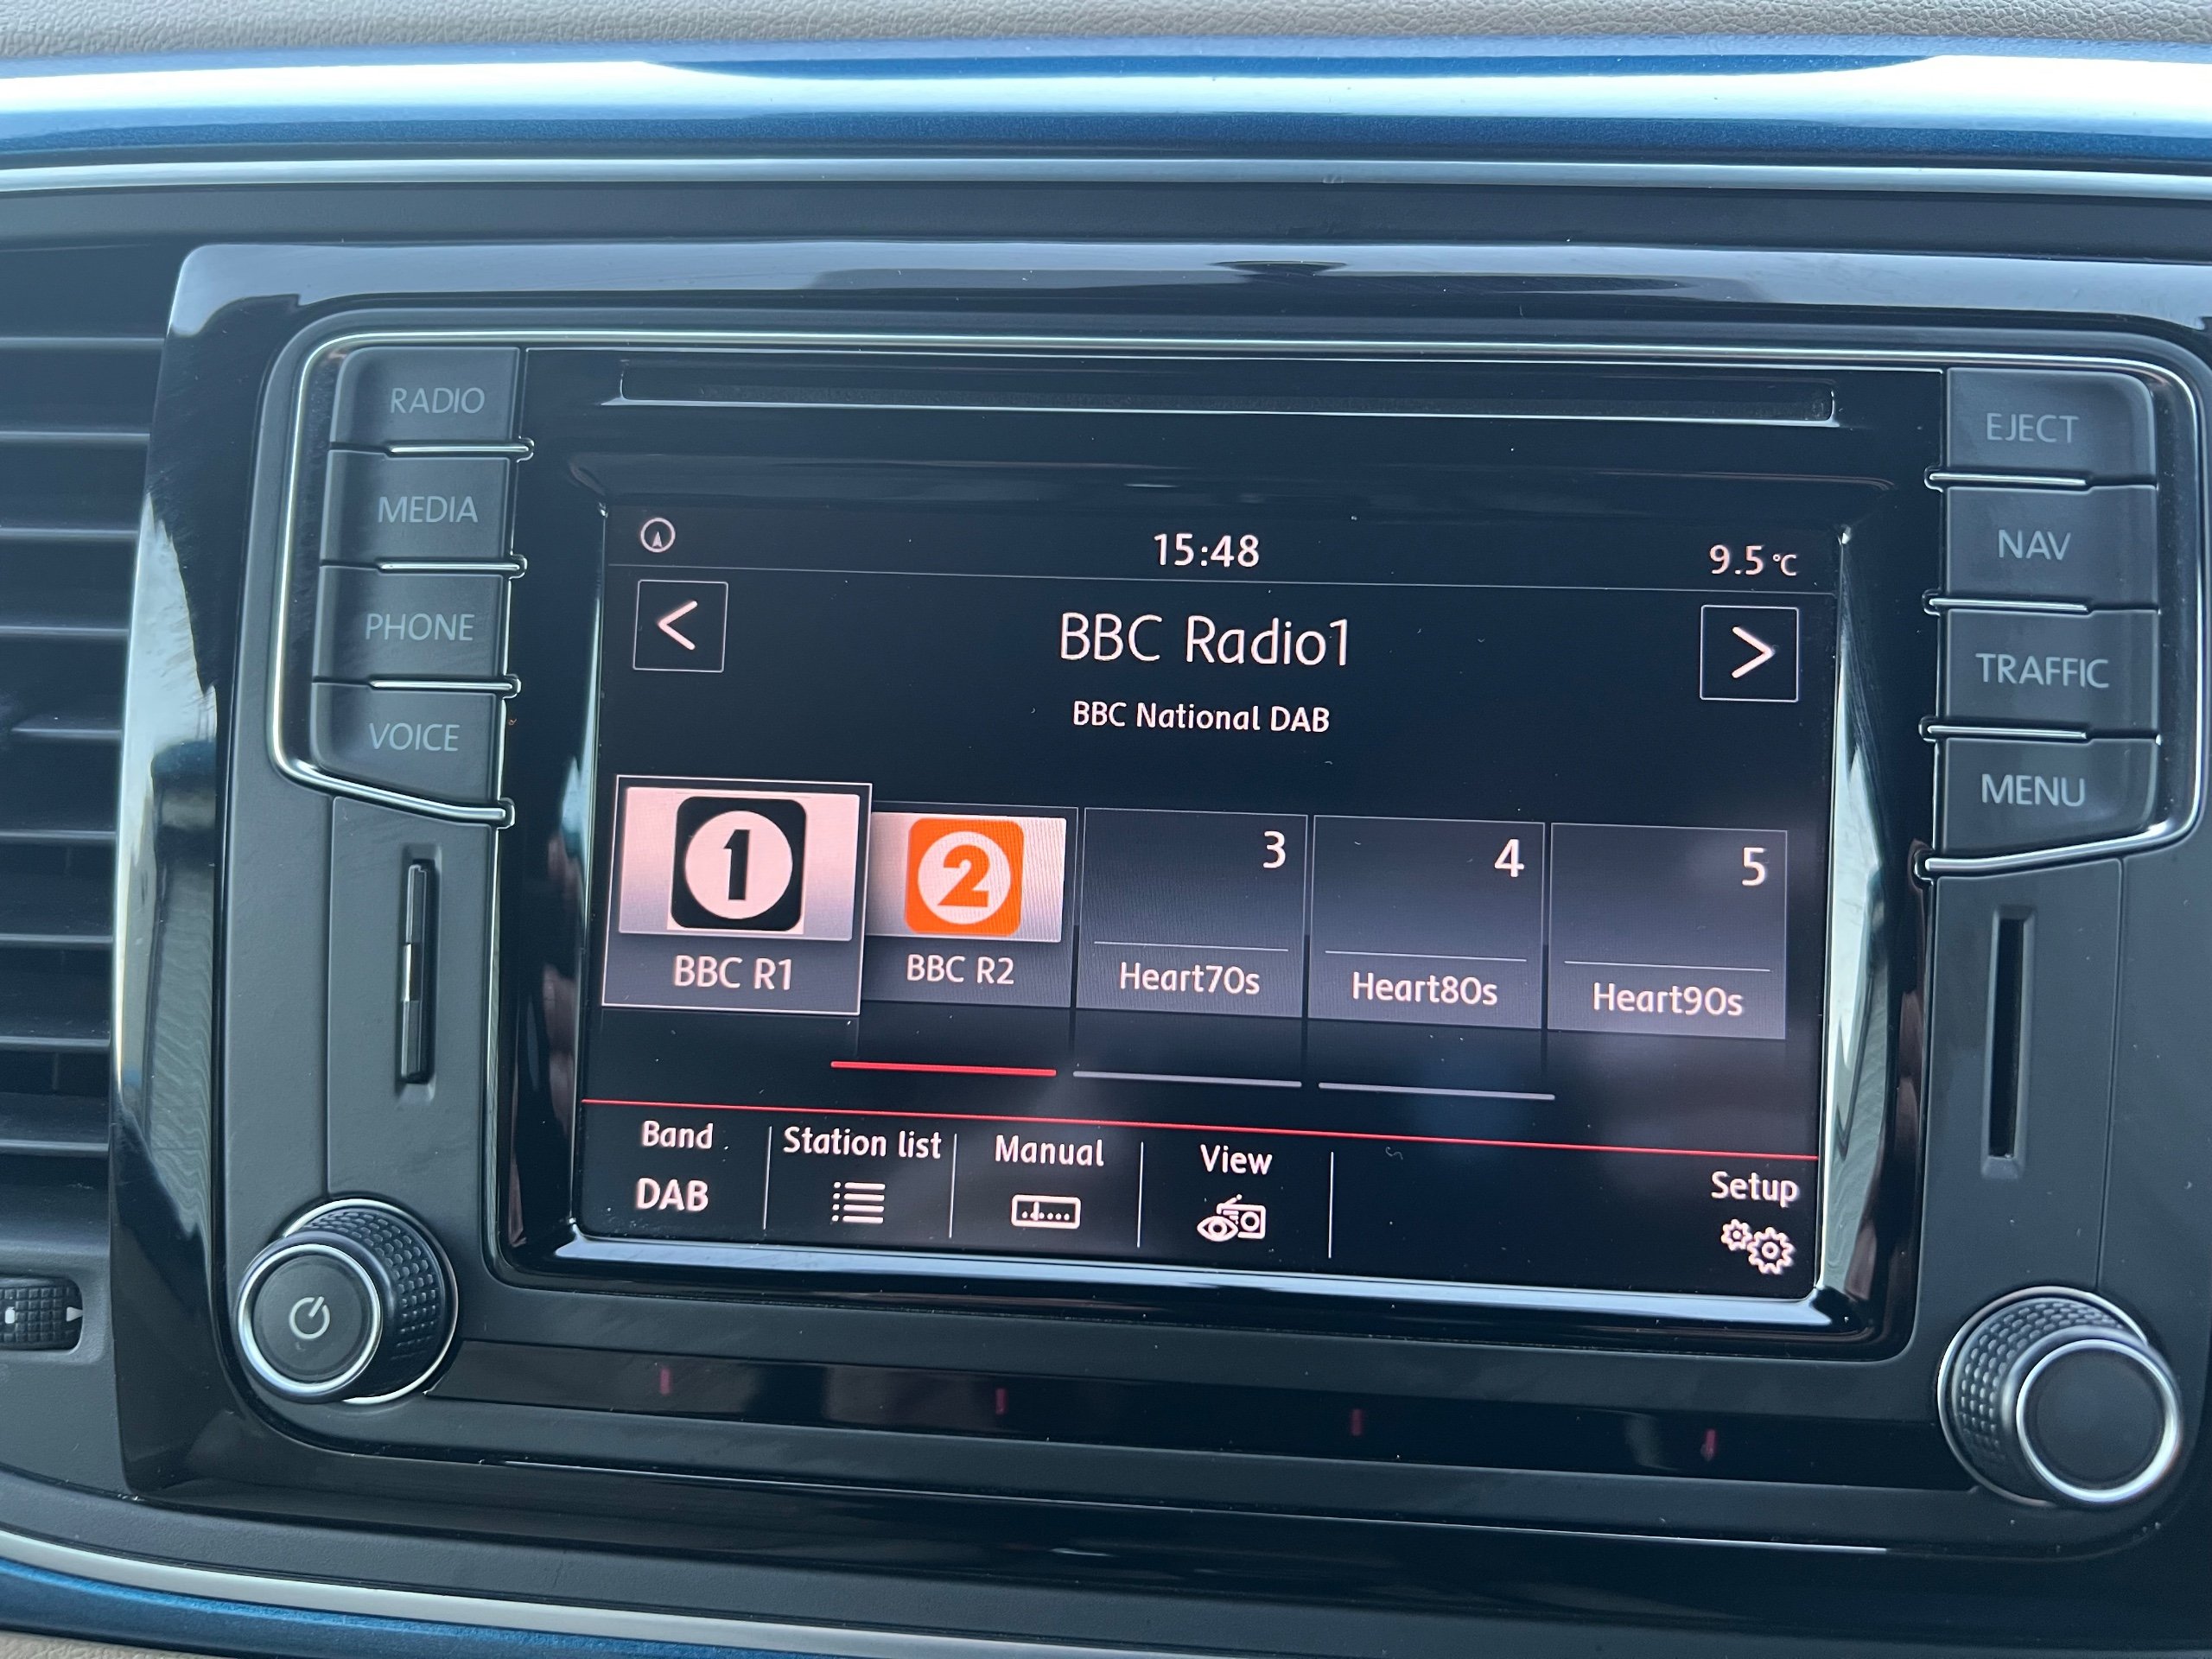 RADIO
MEDIA
PHONE
VOICE
EJECT
NAV
TRAFFIC
MENU
15:48
9.5 °C
<
BBC Radio1
>
BBC National DAB
1
BBC R1
2
BBC R2
3
Heart70s
4
Heart80s
5
Heart90s
Band
DAB
Station list
Manual
View
Setup